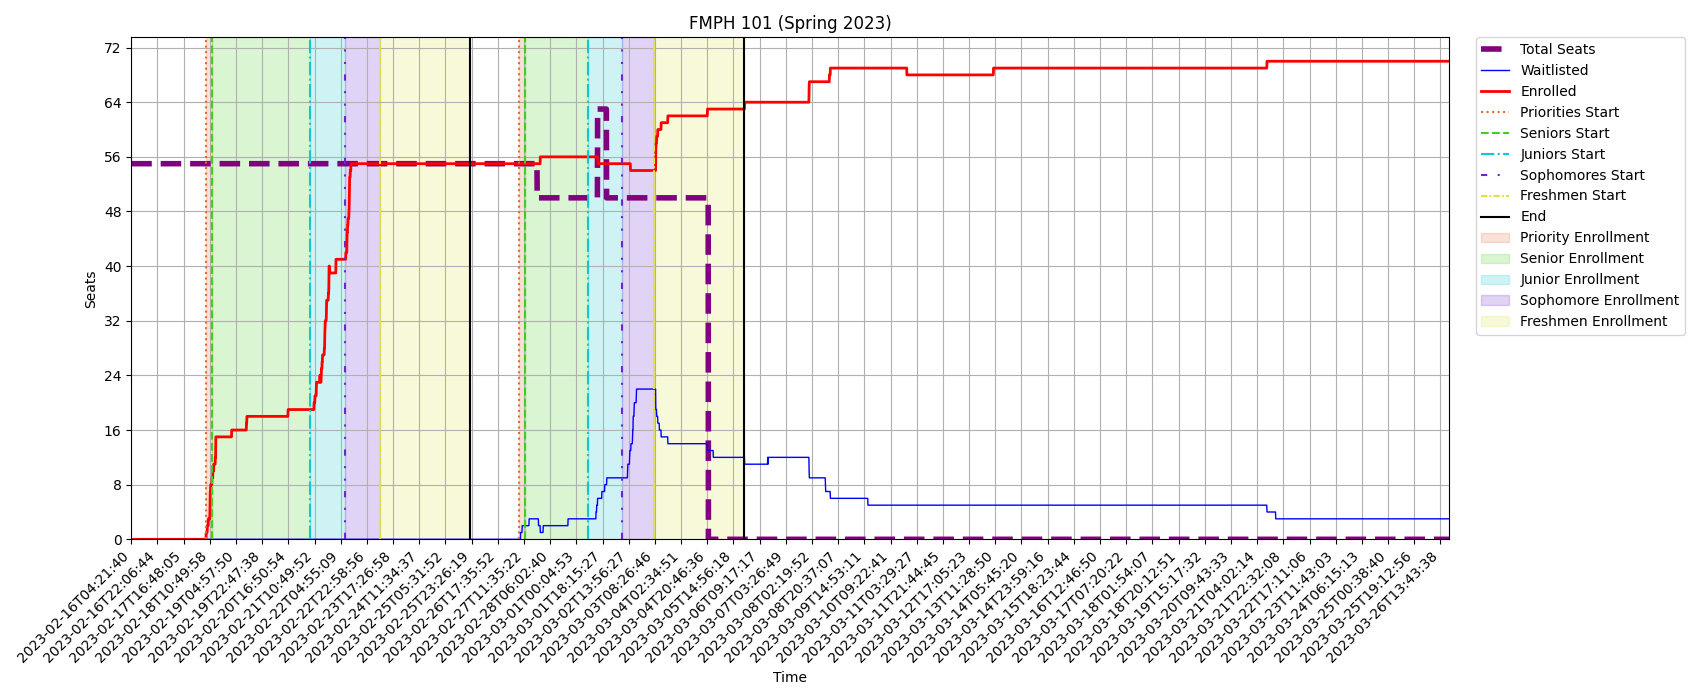 FMPH 101 (Spring 2023)
72
64
56
48
40
32
24
16
8
0
Seats
2023-02-16T04:21:40
2023-02-16T22:06:44
2023-02-17T16:48:05
2023-02-18T10:49:58
2023-02-19T04:57:50
2023-02-19T22:47:38
2023-02-20T16:50:54
2023-02-21T10:49:52
2023-02-22T04:55:09
2023-02-22T22:58:56
2023-02-23T17:26:58
2023-02-24T11:34:37
2023-02-25T05:31:52
2023-02-25T23:26:19
2023-02-26T17:35:52
2023-02-27T11:35:22
2023-02-28T06:02:40
2023-03-01T00:04:53
2023-03-01T18:15:27
2023-03-02T13:56:27
2023-03-03T08:26:46
2023-03-04T02:34:51
2023-03-04T20:46:36
2023-03-05T14:56:18
2023-03-06T09:17:17
2023-03-07T03:26:49
2023-03-08T02:19:52
2023-03-08T20:37:07
2023-03-09T14:53:11
2023-03-10T09:22:41
2023-03-11T03:29:27
2023-03-11T21:44:45
2023-03-12T17:05:23
2023-03-13T11:28:50
2023-03-14T05:45:20
2023-03-14T23:59:16
2023-03-15T18:23:44
2023-03-16T12:46:50
2023-03-17T07:20:22
2023-03-18T01:54:07
2023-03-18T20:12:51
2023-03-19T15:17:32
2023-03-20T09:43:33
2023-03-21T04:02:14
2023-03-21T22:32:08
2023-03-22T17:11:06
2023-03-23T11:43:03
2023-03-24T06:15:13
2023-03-25T00:38:40
2023-03-25T19:12:56
2023-03-26T13:43:38
Time
Total Seats
Waitlisted
Enrolled
Priorities Start
Seniors Start
Juniors Start
Sophomores Start
Freshmen Start
End
Priority Enrollment
Senior Enrollment
Junior Enrollment
Sophomore Enrollment
Freshmen Enrollment